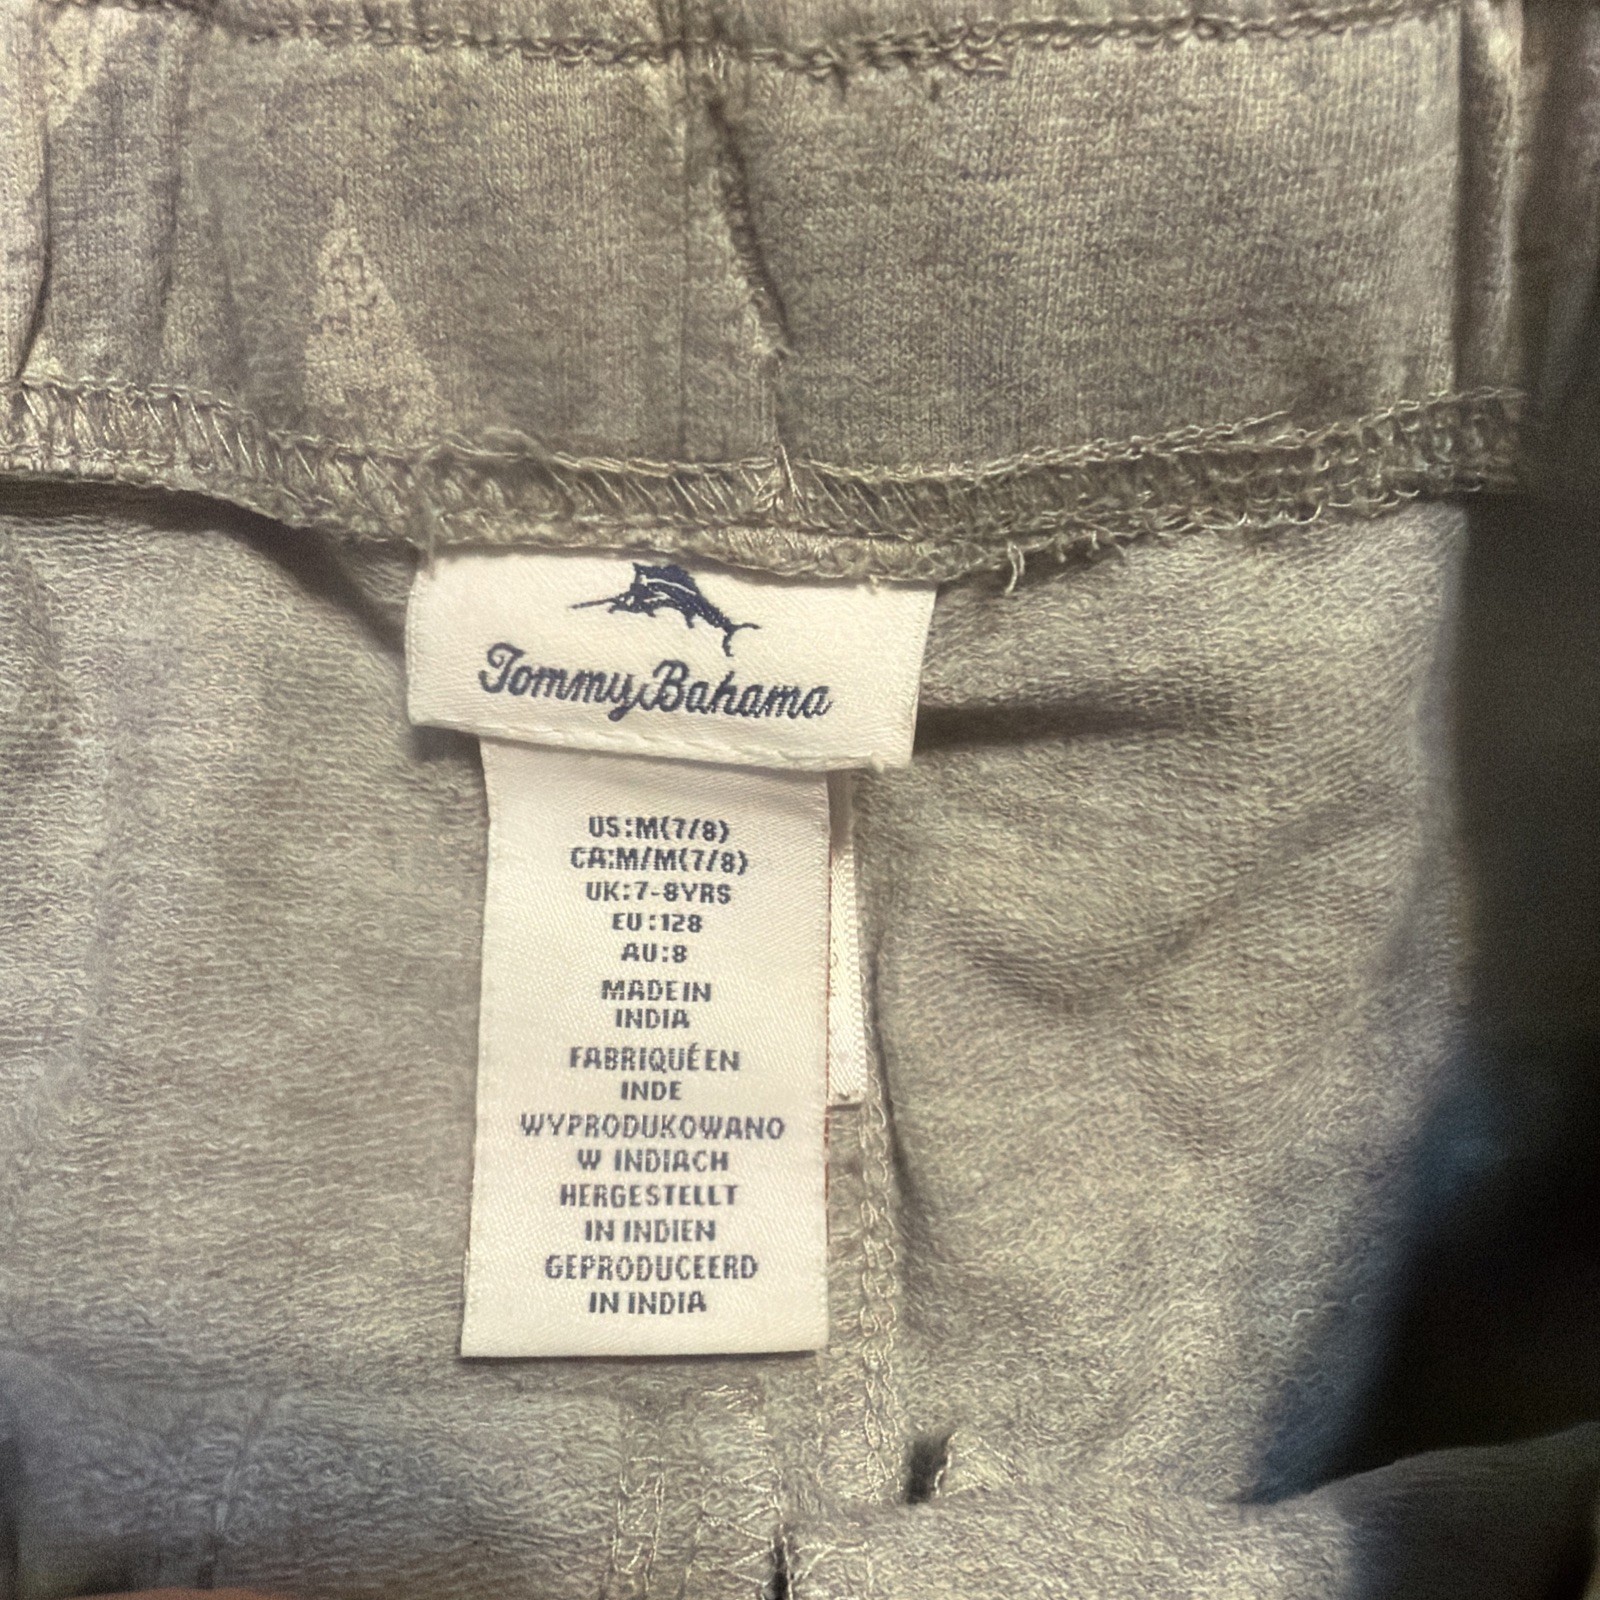 Tommy Bahama
US:M(7/8)
CA:M/M(7/8)
UK:7-8YRS
EU:128
AU:8
MADE IN
INDIA
FABRIQUÉ EN
INDE
WYPRODUKOWANO
W INDIACH
HERGESTELLT
IN INDIEN
GEPRODUCEERD
IN INDIA